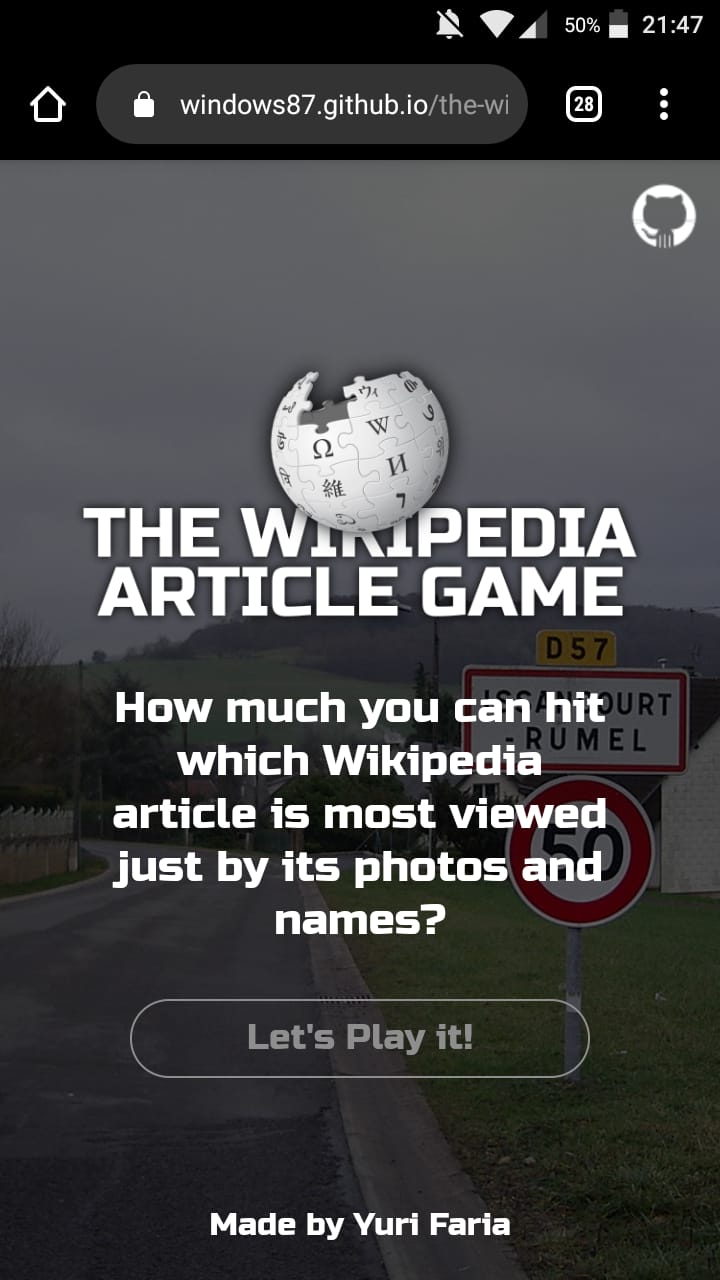 50% 21:47
windows87.github.io/the-wi
28
THE WIKIPEDIA
ARTICLE GAME
D57
ISSANCOURT
-RUMEL
50
How much you can hit
which Wikipedia
article is most viewed
just by its photos and
names?
Let's Play it!
Made by Yuri Faria